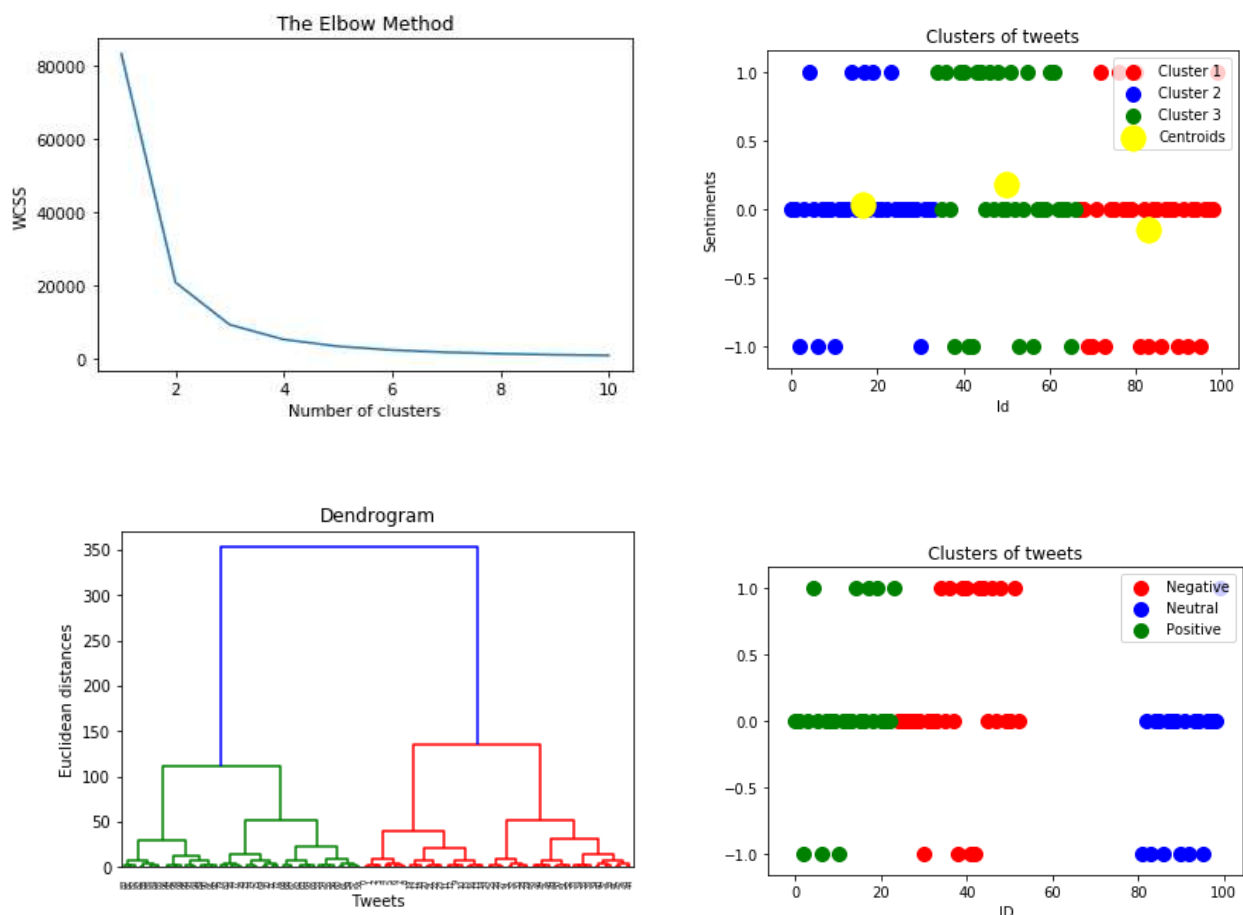 The Elbow Method
80000
60000
40000
20000
0
WCSS
2 4 6 8 10
Number of clusters
Clusters of tweets
1.0
0.5
0.0
−0.5
−1.0
Sentiments
Cluster 1
Cluster 2
Cluster 3
Centroids
0 20 40 60 80 100
Id
Dendrogram
350
300
250
200
150
100
50
0
Euclidean distances
Tweets
Clusters of tweets
1.0
0.5
0.0
−0.5
−1.0
Negative
Neutral
Positive
0 20 40 60 80 100
ID